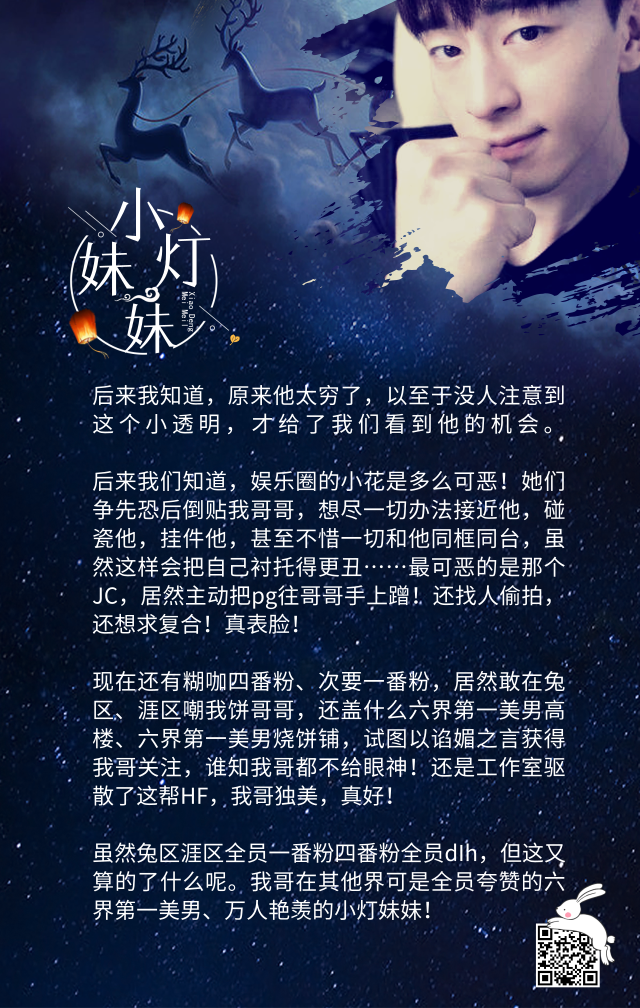 小灯
妹妹
Xiao Deng
Mei Mei
后来我知道，原来他太穷了，以至于没人注意到
这个小透明，才给了我们看到他的机会。
后来我们知道，娱乐圈的小花是多么可恶！她们
争先恐后倒贴我哥哥，想尽一切办法接近他，碰
瓷他，挂件他，甚至不惜一切和他同框同台，虽
然这样会把自己衬托得更丑……最可恶的是那个
JC，居然主动把pg往哥哥手上蹭！还找人偷拍，
还想求复合！真表脸！
现在还有糊咖四番粉、次要一番粉，居然敢在兔
区、涯区嘲我饼哥哥，还盖什么六界第一美男高
楼、六界第一美男烧饼铺，试图以谄媚之言获得
我哥关注，谁知我哥都不给眼神！还是工作室驱
散了这帮HF，我哥独美，真好！
虽然兔区涯区全员一番粉四番粉全员dlh，但这又
算的了什么呢。我哥在其他界可是全员夸赞的六
界第一美男、万人艳羡的小灯妹妹！